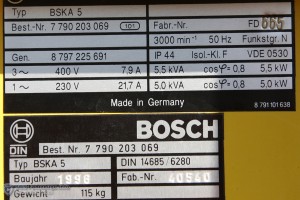 Typ BSKA 5
Best.-Nr. 7 790 203 069 101
Fabr.-Nr. FD 665
3000 min⁻¹ 50 Hz Funkstgr. N
Gen. 8 797 225 691
IP 44 Isol.-Kl. F VDE 0530
3 ~ 400 V 7,9 A 5,5 kVA cosφ·0,8 5,5 kW
1 ~ 230 V 21,7 A 5,0 kVA cosφ·0,8 5,0 kW
Made in Germany
8 791 101 638
BOSCH
DIN
Best. Nr. 7 790 203 069
Typ BSKA 5 DIN 14685/6280
Baujahr 1998 Fab.-Nr. 40540
Gewicht 115 kg